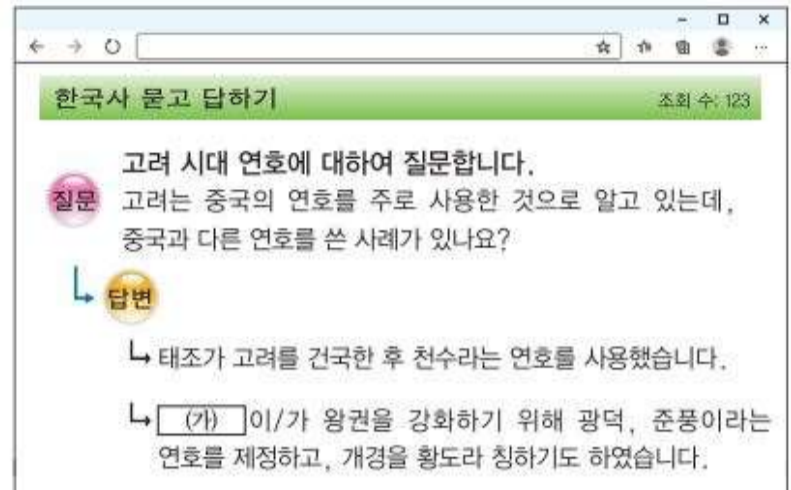 한국사 묻고 답하기
조회 수: 123
고려 시대 연호에 대하여 질문합니다.
질문
고려는 중국의 연호를 주로 사용한 것으로 알고 있는데,
중국과 다른 연호를 쓴 사례가 있나요?
답변
태조가 고려를 건국한 후 천수라는 연호를 사용했습니다.
(가) 이/가 왕권을 강화하기 위해 광덕, 준풍이라는
연호를 제정하고, 개경을 황도라 칭하기도 하였습니다.